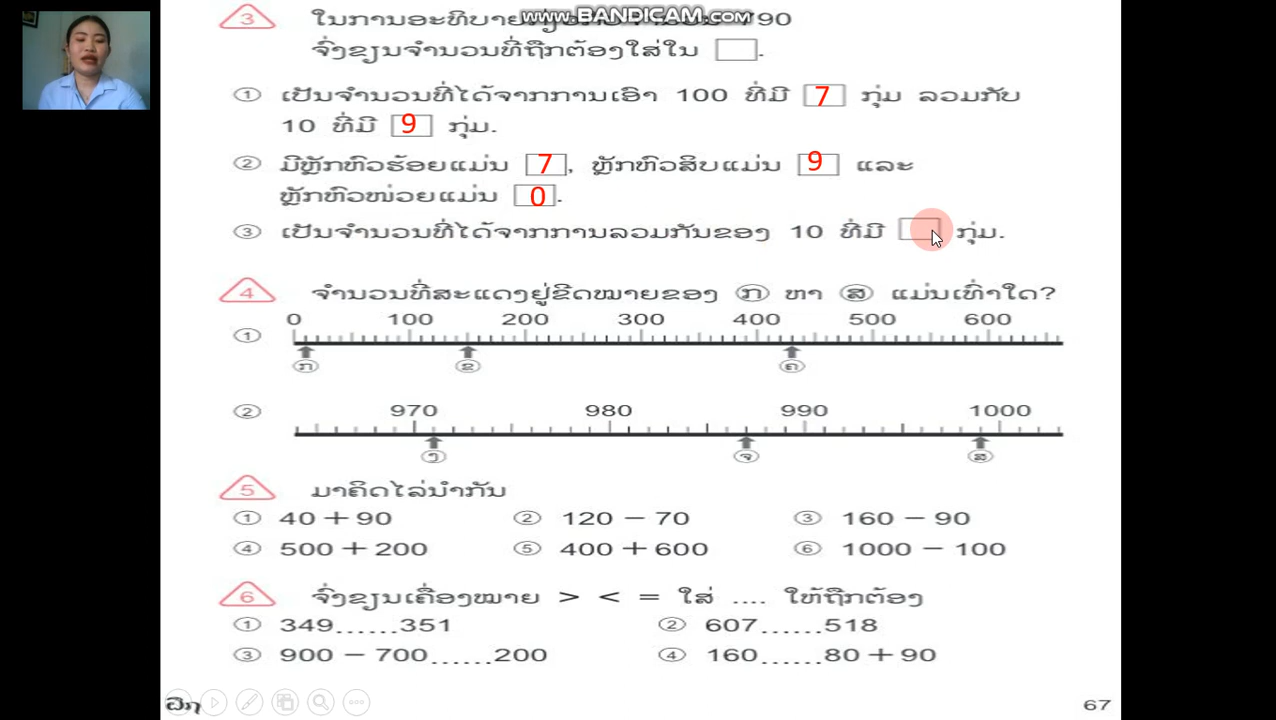 www.BANDICAM.com
3 ໃນການອະທິບາຍ 790
ຈົ່ງຂຽນຈຳນວນທີ່ຖືກຕ້ອງໃສ່ໃນ .
1 ເປັນຈຳນວນທີ່ໄດ້ຈາກການເອົາ 100 ທີ່ມີ 7 ກຸ່ມ ລວມກັບ
10 ທີ່ມີ 9 ກຸ່ມ.
2 ມີຫຼັກຫົວຮ້ອຍແມ່ນ 7, ຫຼັກຫົວສິບແມ່ນ 9 ແລະ
ຫຼັກຫົວໜ່ວຍແມ່ນ 0.
3 ເປັນຈຳນວນທີ່ໄດ້ຈາກການລວມກັນຂອງ 10 ທີ່ມີ ກຸ່ມ.
4 ຈຳນວນທີ່ສະແດງຢູ່ຂີດໝາຍຂອງ ກ ຫາ ສ ແມ່ນເທົ່າໃດ?
0 100 200 300 400 500 600
1
ກ ຂ ຄ
2 970 980 990 1000
ງ ຈ ສ
5 ມາຄິດໄລ່ນຳກັນ
1 40 + 90 2 120 − 70 3 160 − 90
4 500 + 200 5 400 + 600 6 1000 − 100
6 ຈົ່ງຂຽນເຄື່ອງໝາຍ > < = ໃສ່ .... ໃຫ້ຖືກຕ້ອງ
1 349......351 2 607......518
3 900 − 700......200 4 160......80 + 90
67